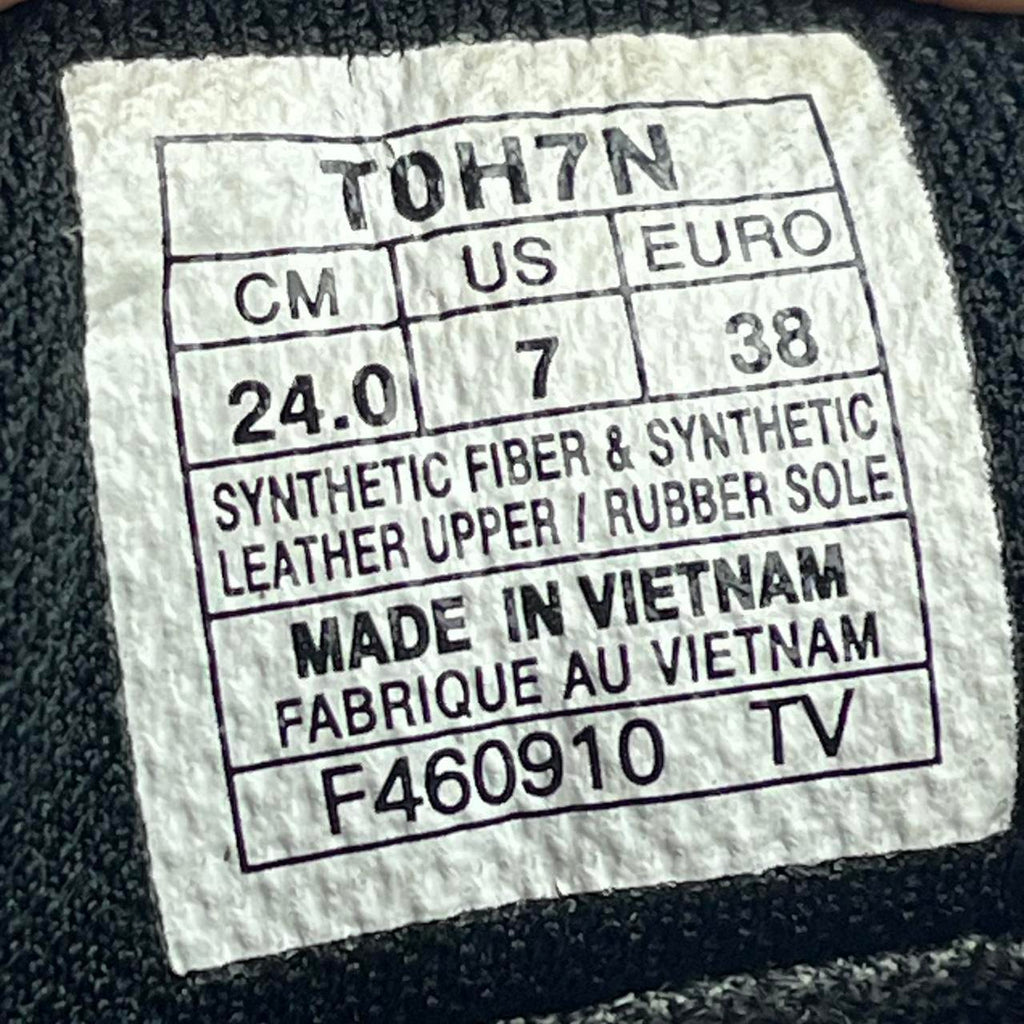 T0H7N
CM US EURO
24.0 7 38
SYNTHETIC FIBER & SYNTHETIC
LEATHER UPPER / RUBBER SOLE
MADE IN VIETNAM
FABRIQUE AU VIETNAM
F460910 TV